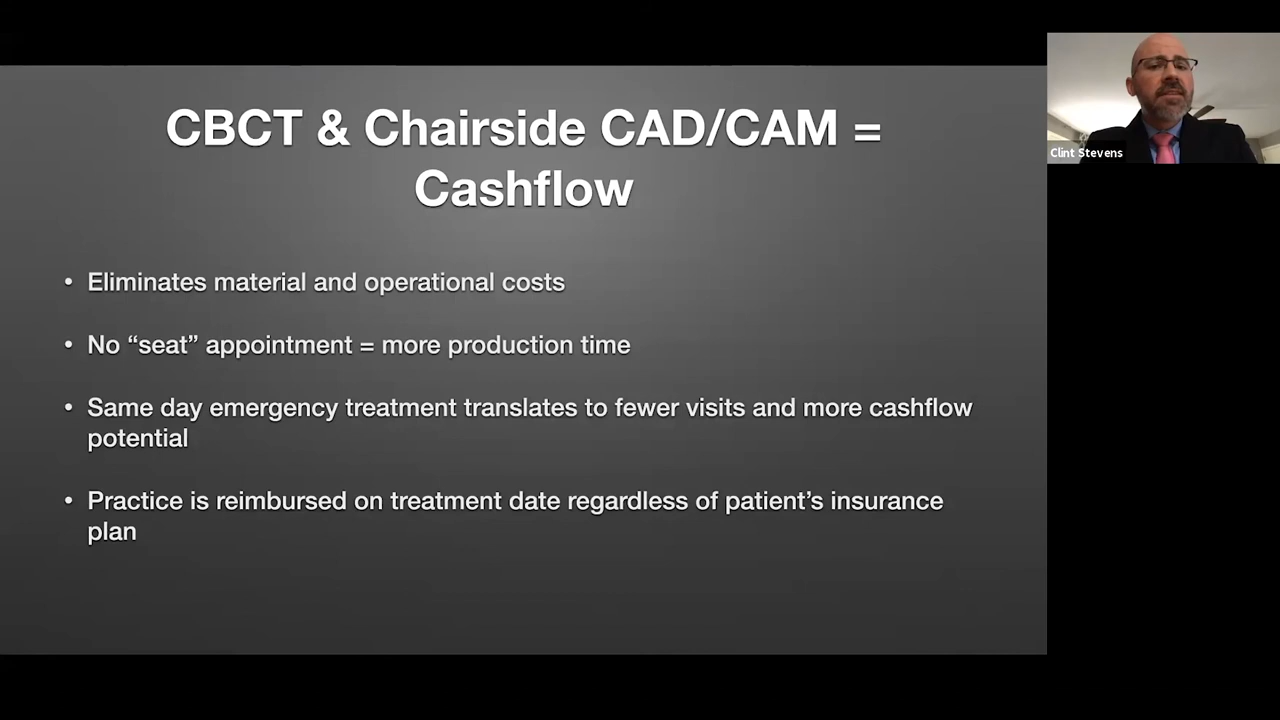 CBCT & Chairside CAD/CAM =
Cashflow
• Eliminates material and operational costs
• No “seat” appointment = more production time
• Same day emergency treatment translates to fewer visits and more cashflow
potential
• Practice is reimbursed on treatment date regardless of patient’s insurance
plan
Clint Stevens